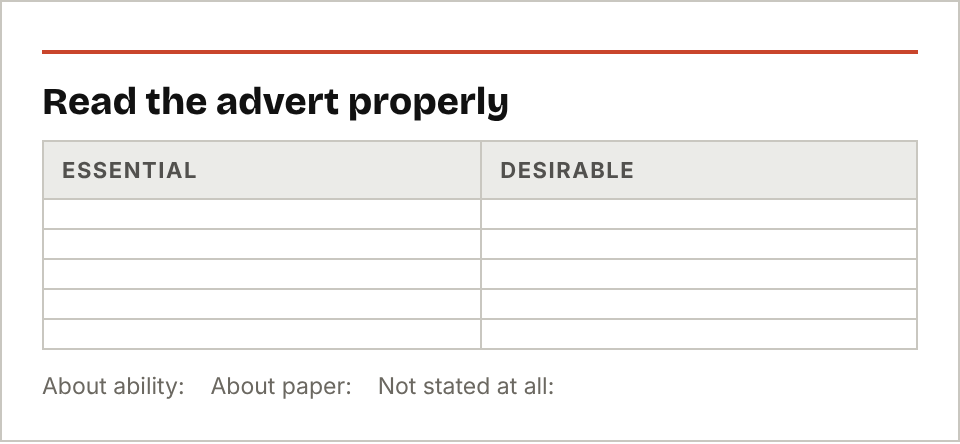 Read the advert properly
ESSENTIAL DESIRABLE
About ability: About paper: Not stated at all: